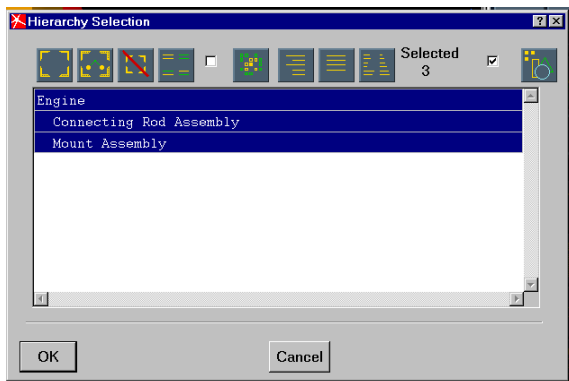 Hierarchy Selection
Selected
3
Engine
Connecting Rod Assembly
Mount Assembly
OK
Cancel